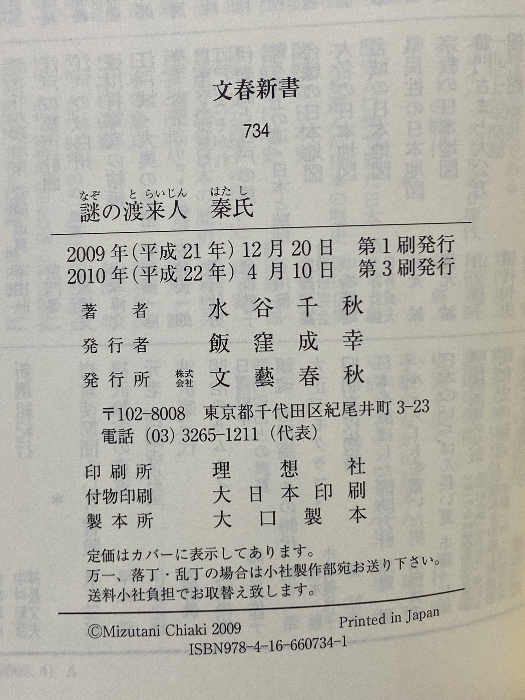 文春新書
734
なぞ と らいじん はた し
謎の渡来人 秦氏
2009年(平成21年)12月20日 第1刷発行
2010年(平成22年)4月10日 第3刷発行
著者 水谷千秋
発行者 飯窪成幸
発行所 株式会社 文藝春秋
〒102-8008 東京都千代田区紀尾井町3-23
電話(03)3265-1211(代表)
印刷所 理想社
付物印刷 大日本印刷
製本所 大口製本
定価はカバーに表示してあります。
万一、落丁・乱丁の場合は小社製作部宛お送り下さい。
送料小社負担でお取替え致します。
©Mizutani Chiaki 2009 Printed in Japan
ISBN978-4-16-660734-1